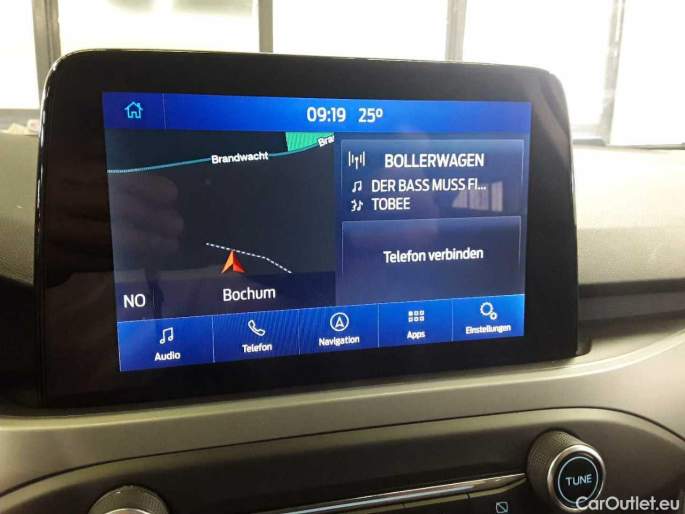 09:19 25°
Brandwacht
Bra
BOLLERWAGEN
DER BASS MUSS FI...
TOBEE
Telefon verbinden
NO
Bochum
Audio
Telefon
Navigation
Apps
Einstellungen
TUNE
CarOutlet.eu